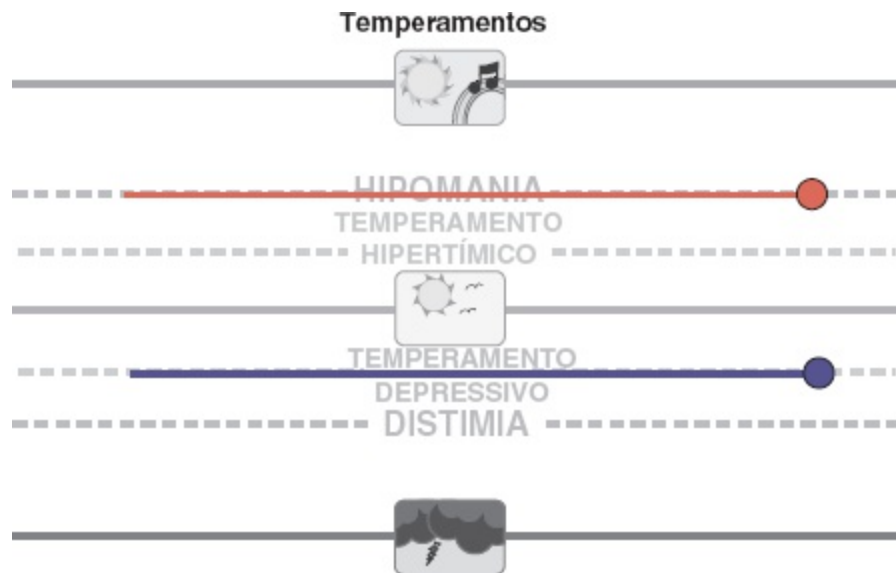 Temperamentos
HIPOMANIA
TEMPERAMENTO
HIPERTÍMICO
TEMPERAMENTO
DEPRESSIVO
DISTIMIA